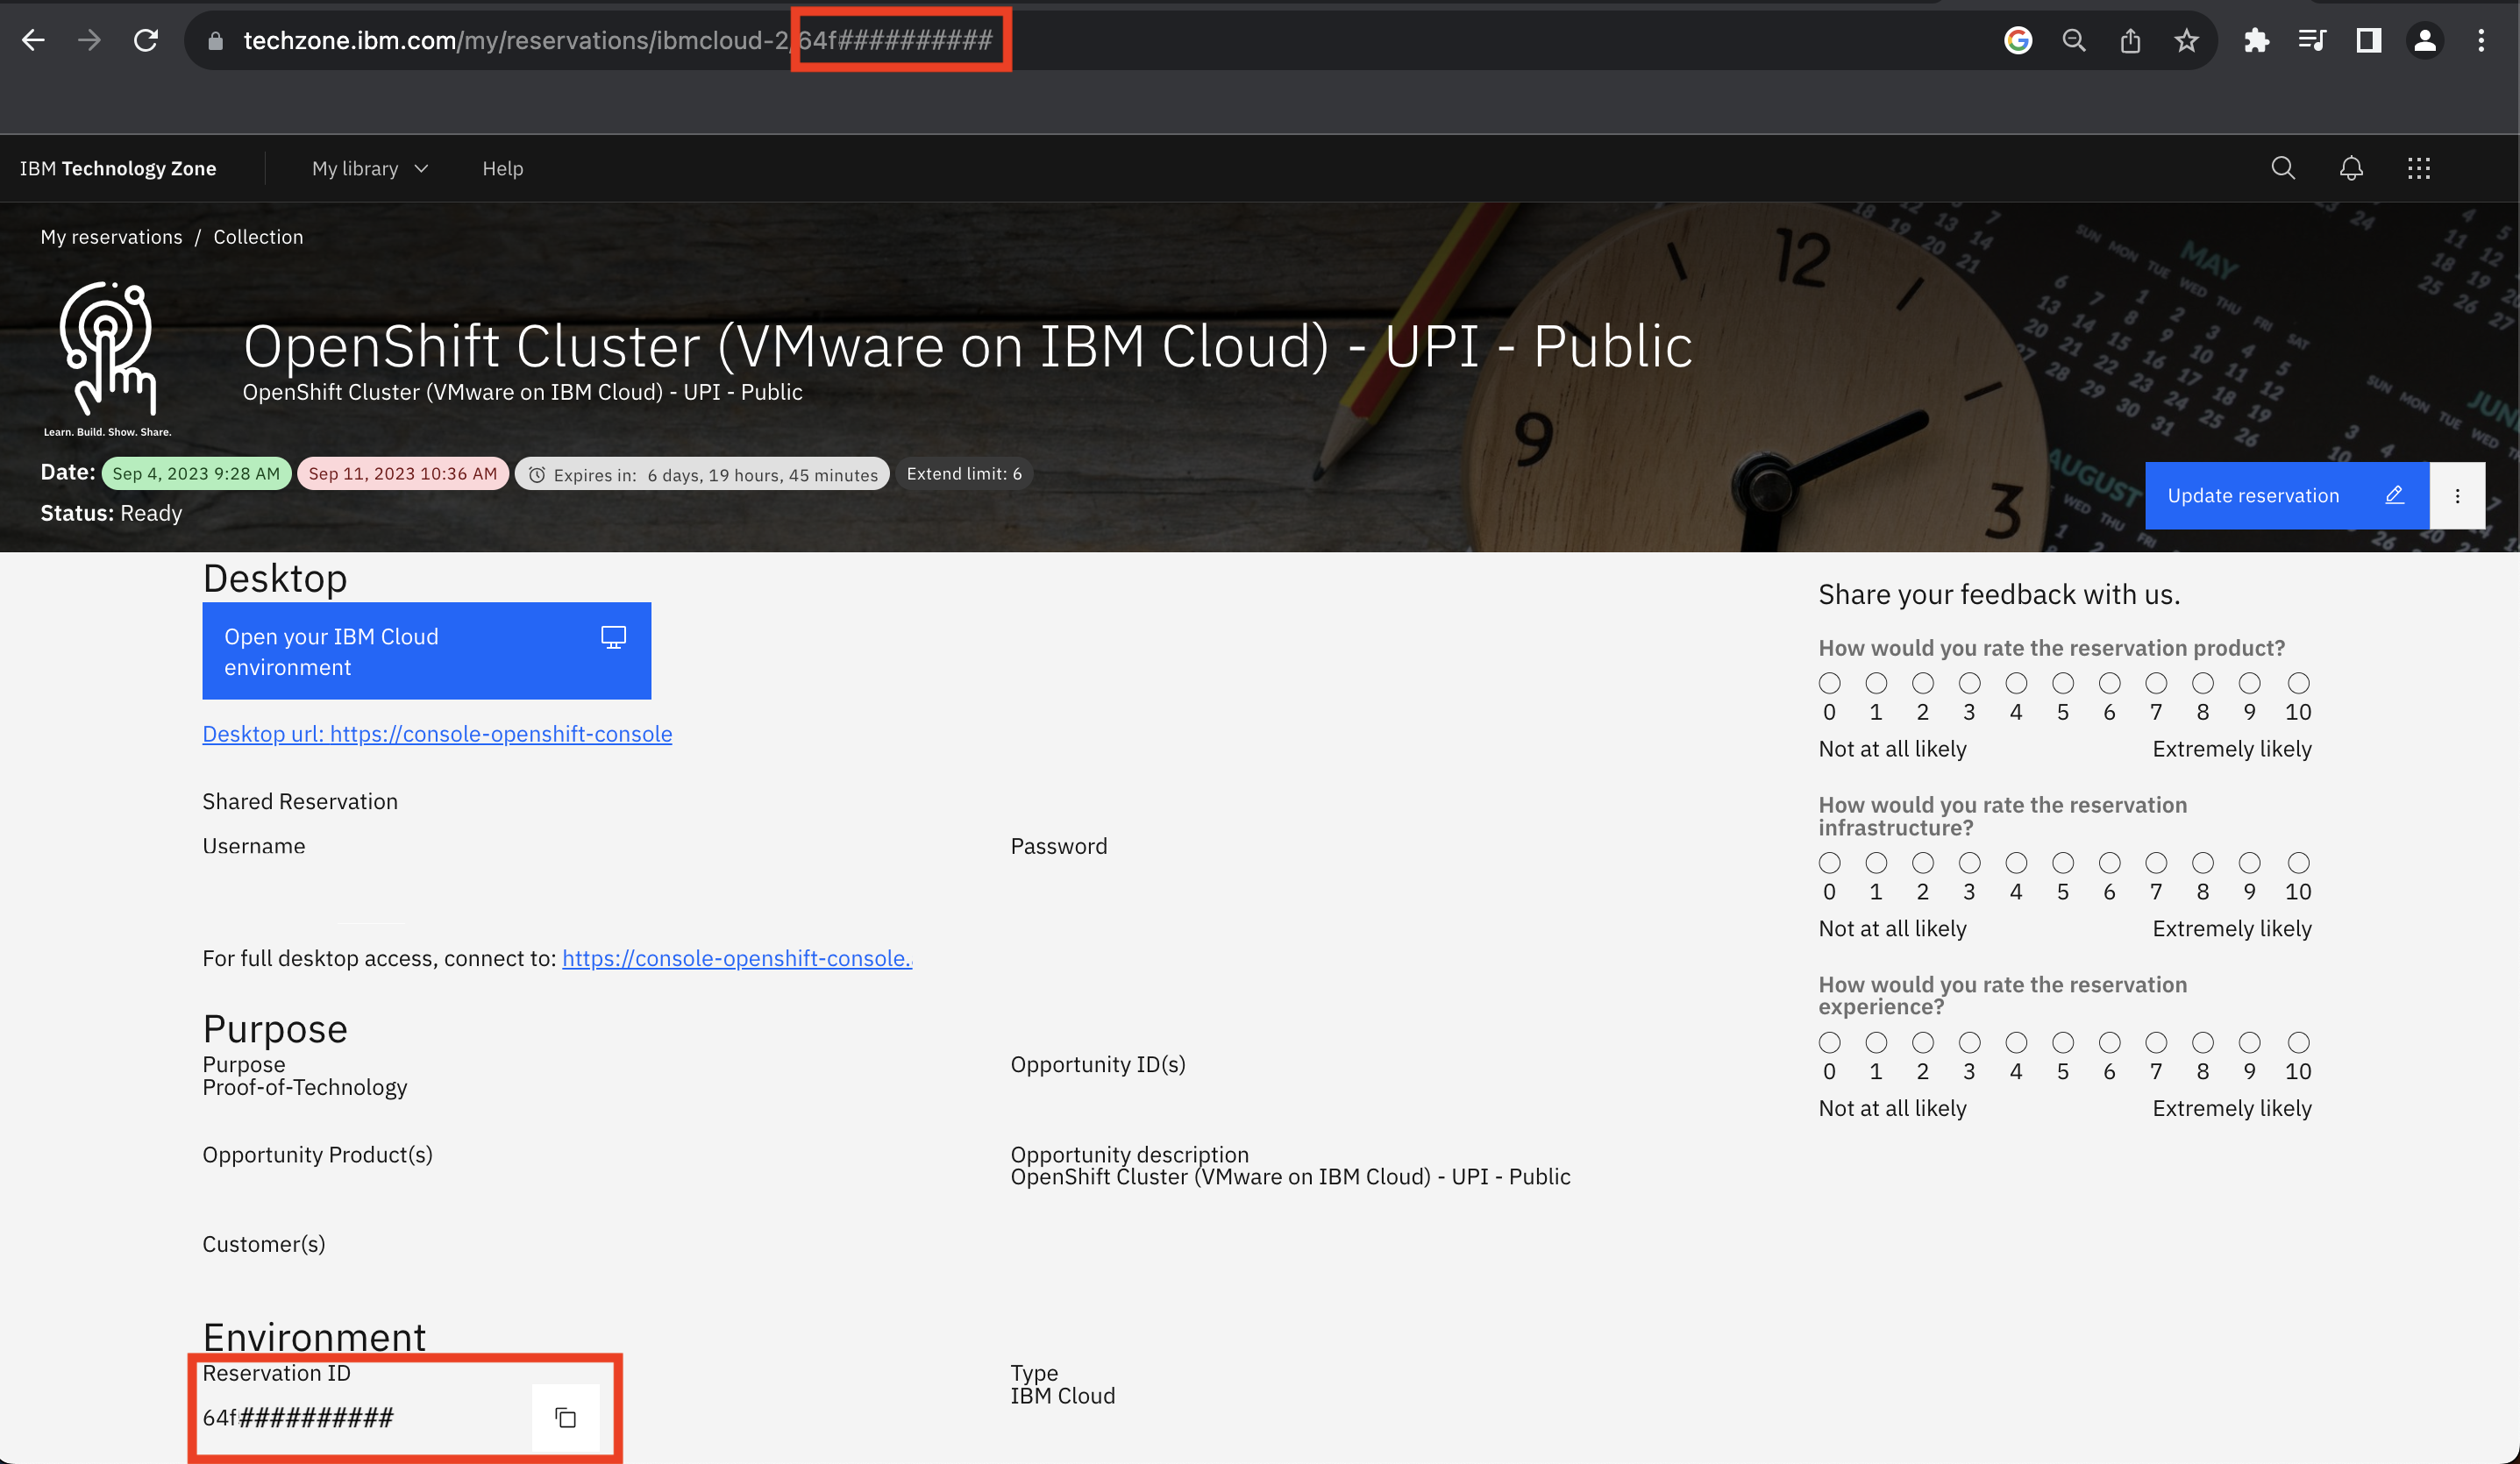 techzone.ibm.com/my/reservations/ibmcloud-2/64f##########
IBM Technology Zone
My library
Help
My reservations / Collection
Learn. Build. Show. Share.
OpenShift Cluster (VMware on IBM Cloud) - UPI - Public
OpenShift Cluster (VMware on IBM Cloud) - UPI - Public
Date: Sep 4, 2023 9:28 AM Sep 11, 2023 10:36 AM Expires in: 6 days, 19 hours, 45 minutes Extend limit: 6
Status: Ready
Update reservation
12
9
3
MAY
AUGUST
Desktop
Open your IBM Cloud
environment
Desktop url: https://console-openshift-console
Shared Reservation
Username
Password
For full desktop access, connect to: https://console-openshift-console.
Purpose
Purpose
Proof-of-Technology
Opportunity ID(s)
Opportunity Product(s)
Opportunity description
OpenShift Cluster (VMware on IBM Cloud) - UPI - Public
Customer(s)
Environment
Reservation ID
64f##########
Type
IBM Cloud
Share your feedback with us.
How would you rate the reservation product?
0 1 2 3 4 5 6 7 8 9 10
Not at all likely Extremely likely
How would you rate the reservation
infrastructure?
0 1 2 3 4 5 6 7 8 9 10
Not at all likely Extremely likely
How would you rate the reservation
experience?
0 1 2 3 4 5 6 7 8 9 10
Not at all likely Extremely likely